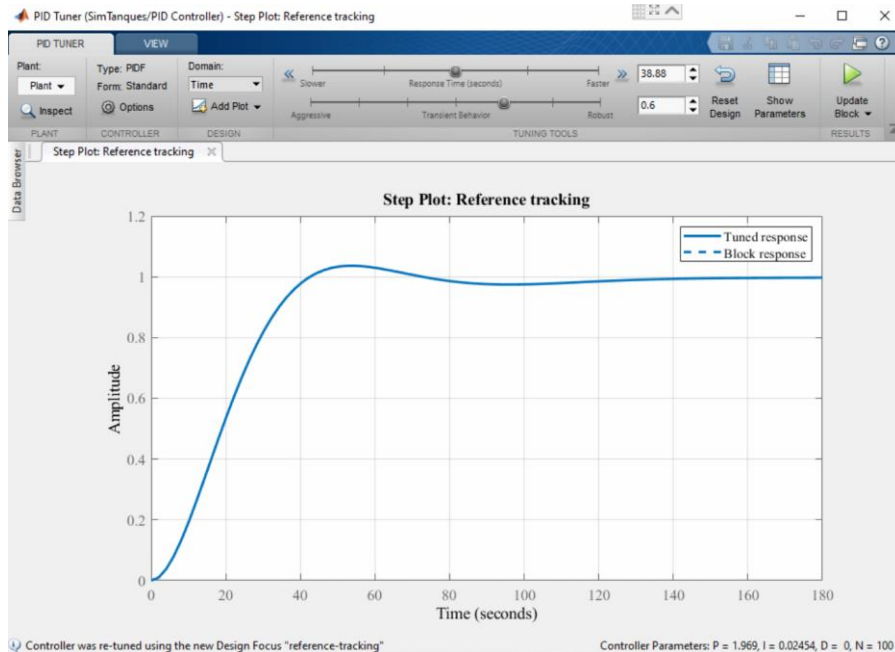 PID Tuner (SimTanques/PID Controller) - Step Plot: Reference tracking
PID TUNER VIEW
Plant: Type: PIDF Domain: 38.88
Plant Form: Standard Time Slower Response Time (seconds) Faster
Inspect Options Add Plot Aggressive Transient Behavior Robust 0.6 Reset Design Show Parameters Update Block
PLANT CONTROLLER DESIGN TUNING TOOLS RESULTS
Data Browser
Step Plot: Reference tracking
Step Plot: Reference tracking
Tuned response
Block response
Amplitude
1.2
1
0.8
0.6
0.4
0.2
0
0 20 40 60 80 100 120 140 160 180
Time (seconds)
Controller was re-tuned using the new Design Focus "reference-tracking" Controller Parameters: P = 1.969, I = 0.02454, D = 0, N = 100